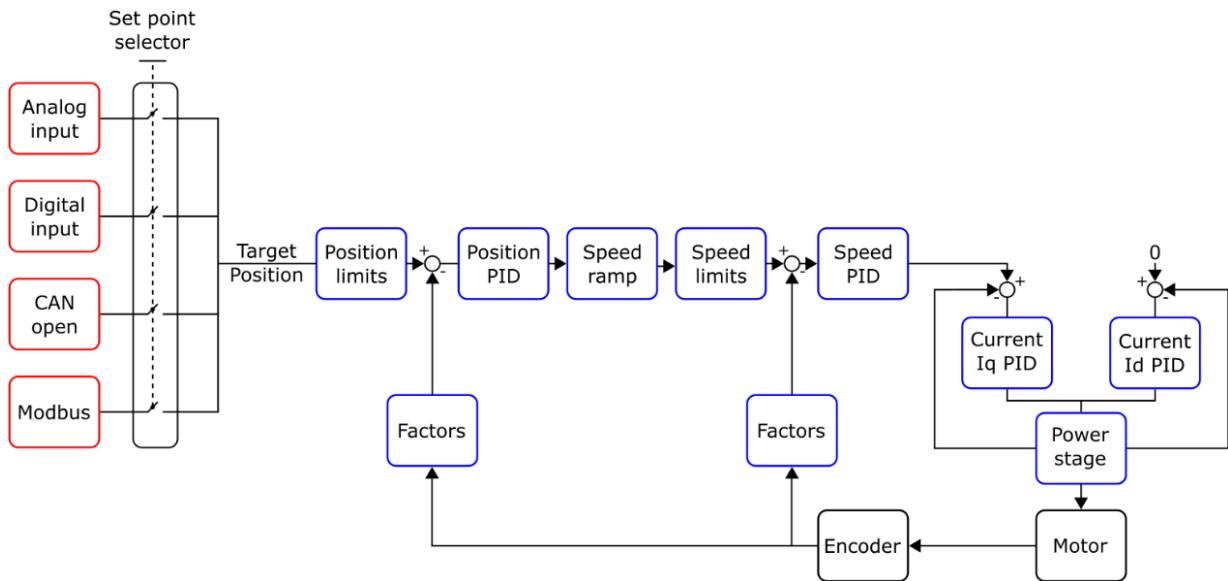 Set point
selector
Analog
input
Digital
input
CAN
open
Modbus
Target
Position
Position
limits
+
-
Position
PID
Speed
ramp
Speed
limits
+
-
Speed
PID
+
-
0
+
-
Current
Iq PID
Current
Id PID
Factors
Factors
Power
stage
Encoder
Motor